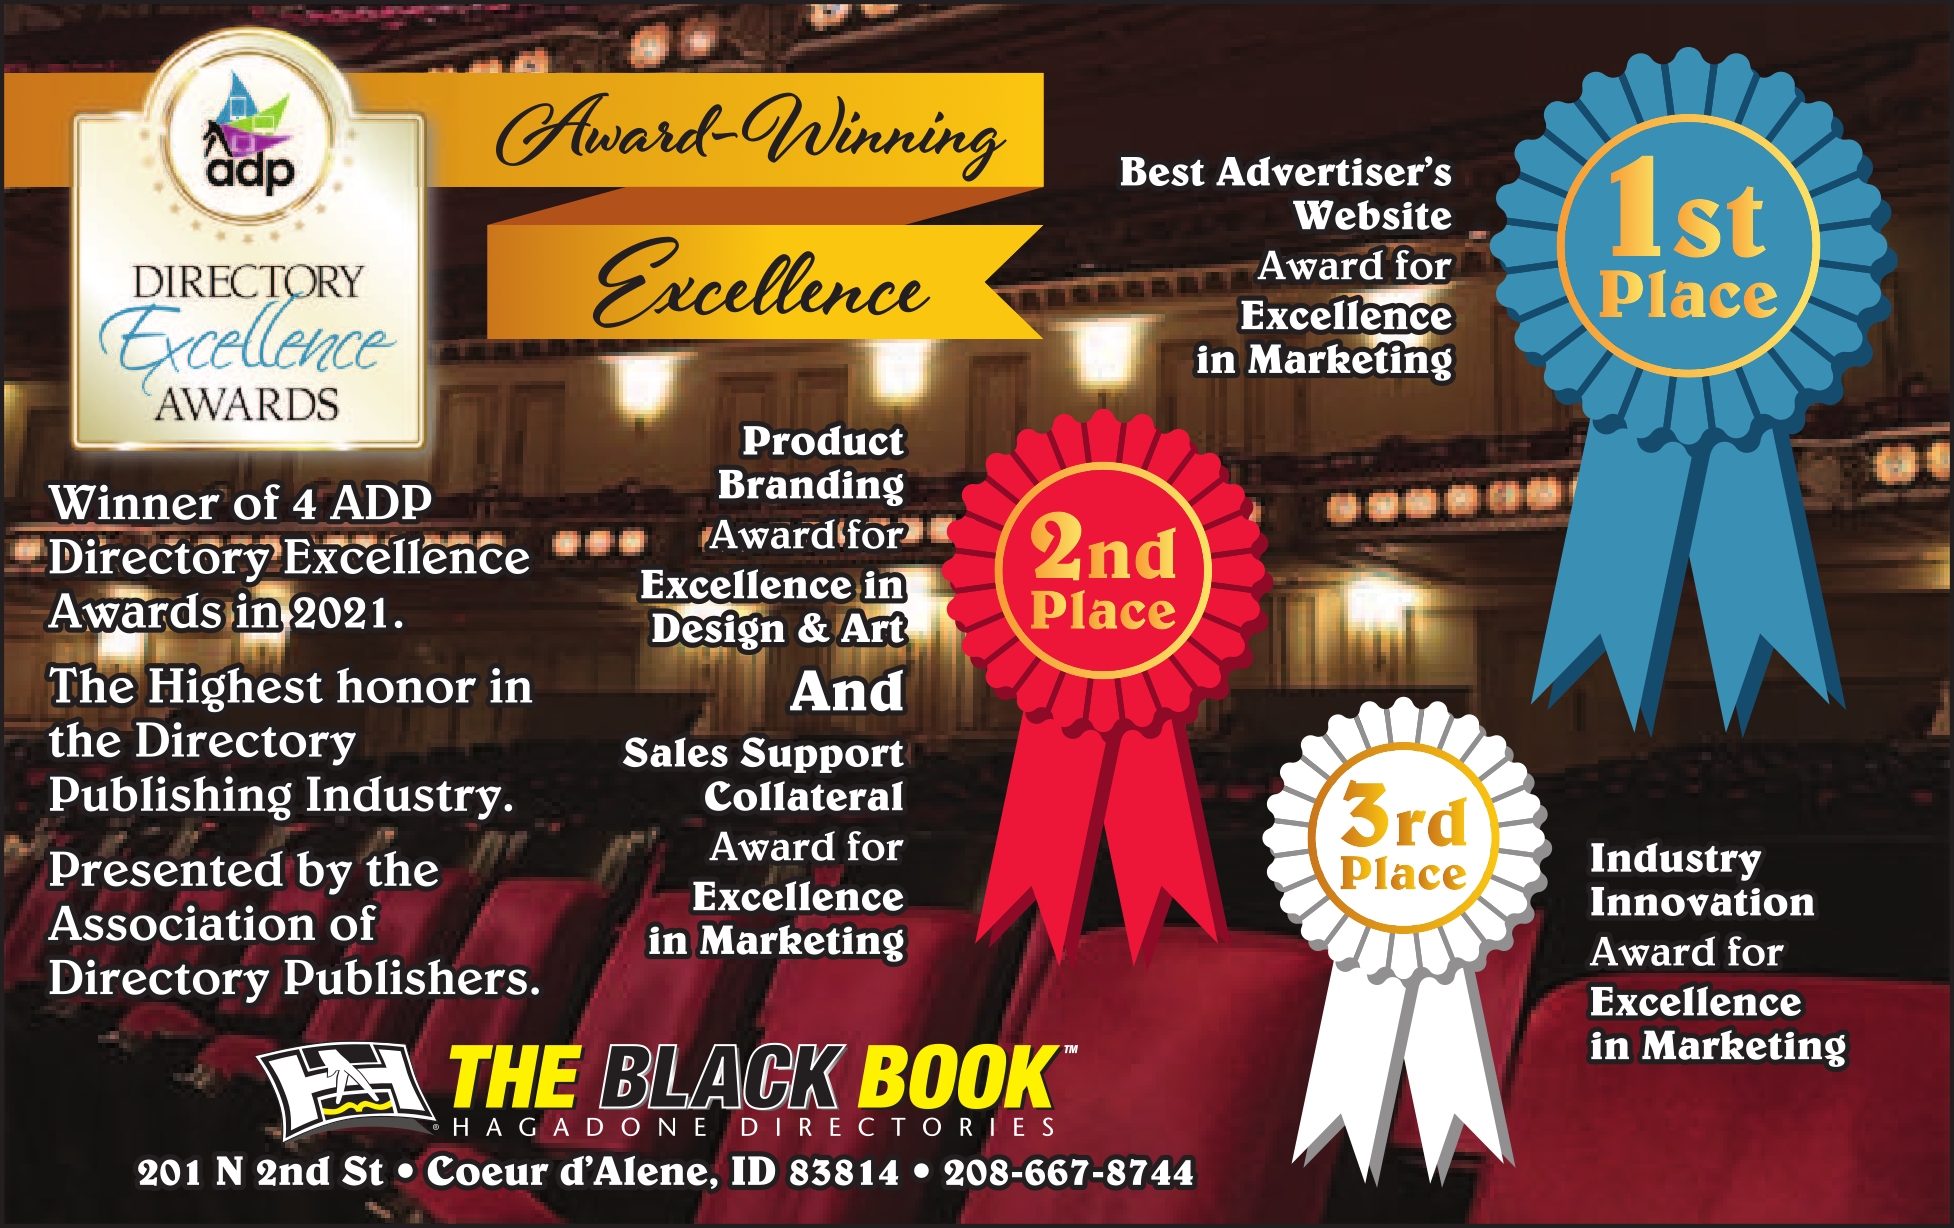 adp
DIRECTORY
Excellence
AWARDS
Award-Winning
Excellence
Winner of 4 ADP
Directory Excellence
Awards in 2021.
The Highest honor in
the Directory
Publishing Industry.
Presented by the
Association of
Directory Publishers.
Best Advertiser's
Website
Award for
Excellence
in Marketing
1st
Place
Product
Branding
Award for
Excellence in
Design & Art
And
Sales Support
Collateral
Award for
Excellence
in Marketing
2nd
Place
3rd
Place
Industry
Innovation
Award for
Excellence
in Marketing
H
® THE BLACK BOOK™
HAGADONE DIRECTORIES
201 N 2nd St • Coeur d'Alene, ID 83814 • 208-667-8744